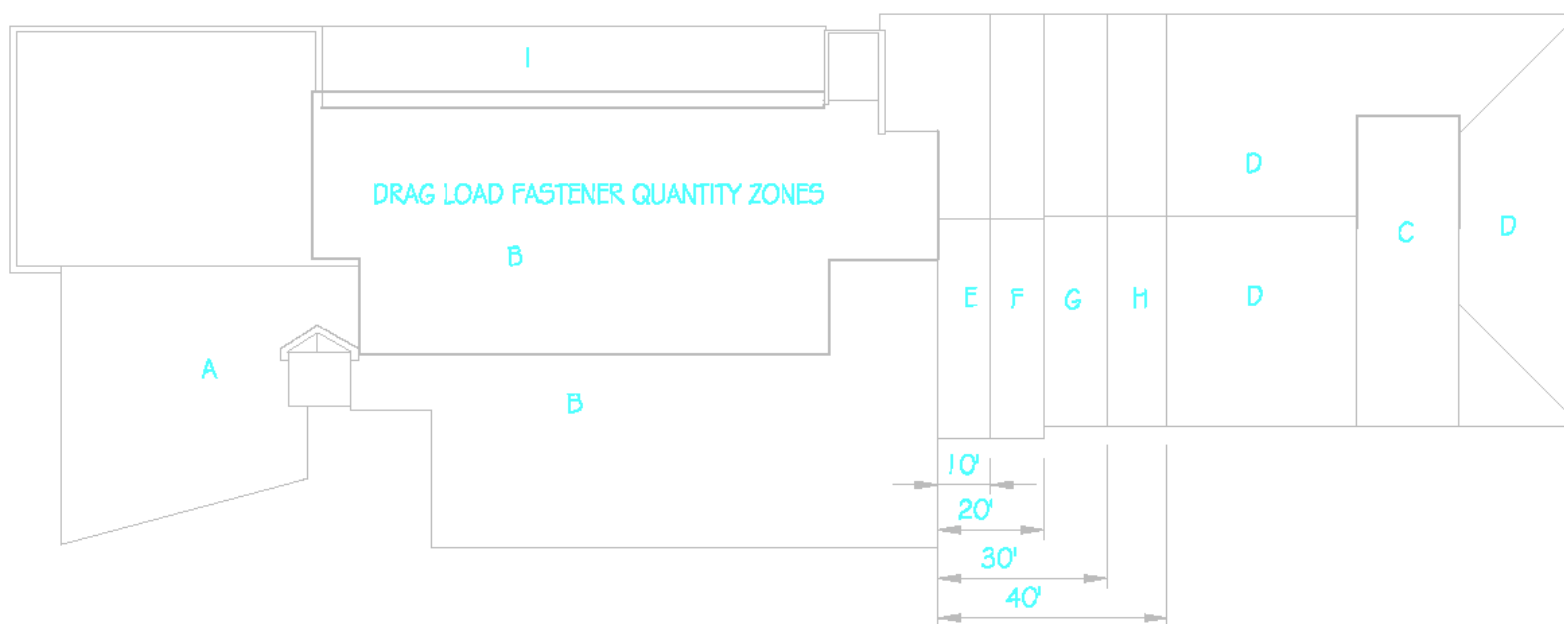 I
DRAG LOAD FASTENER QUANTITY ZONES
D
C
D
B
E
F
G
H
D
A
B
10'
20'
30'
40'